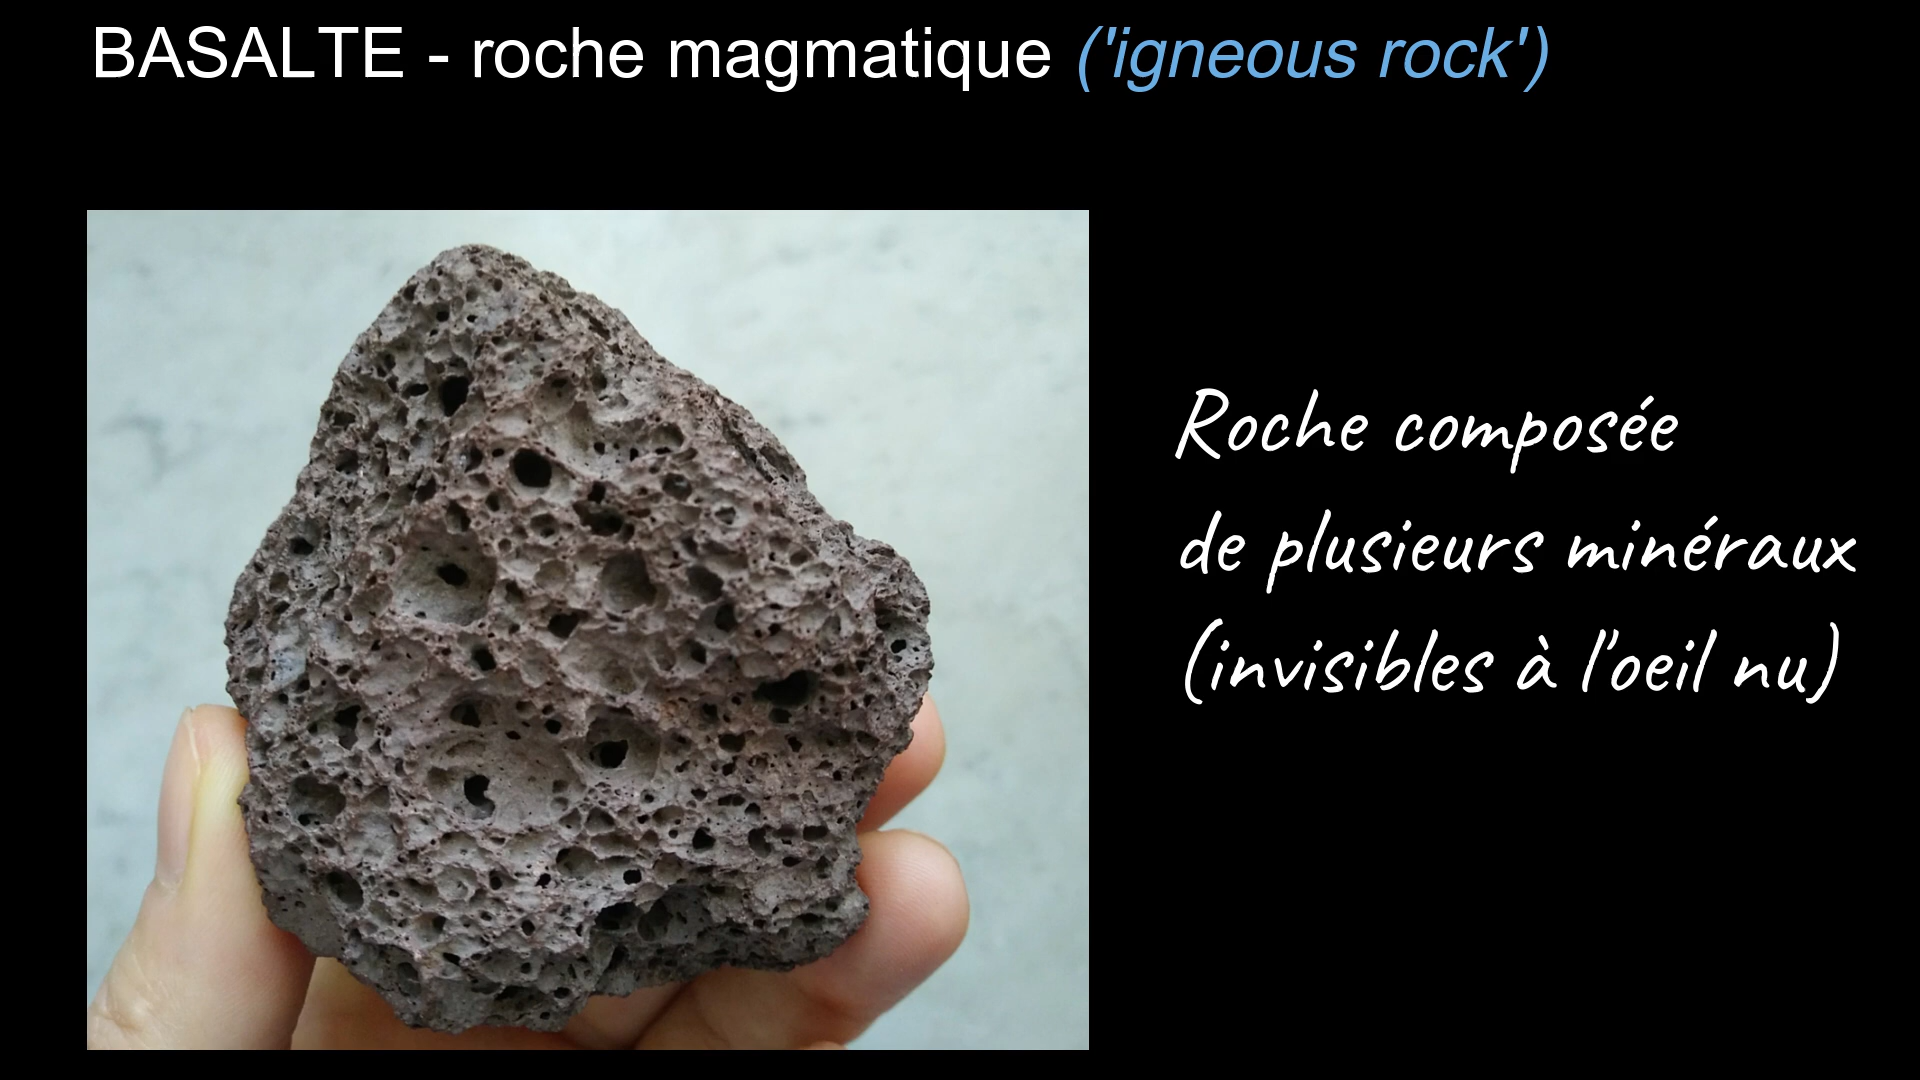 BASALTE - roche magmatique ('igneous rock')
Roche composée
de plusieurs minéraux
(invisibles à l'oeil nu)